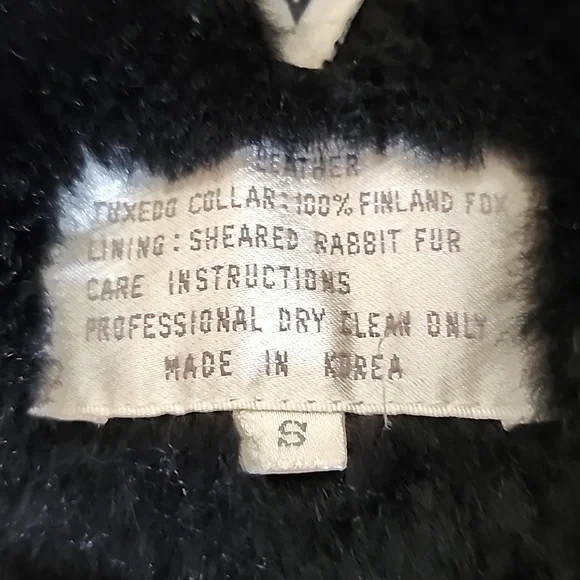 LEATHER
TUXEDO COLLAR: 100% FINLAND FOX
LINING: SHEARED RABBIT FUR
CARE INSTRUCTIONS
PROFESSIONAL DRY CLEAN ONLY
MADE IN KOREA
S